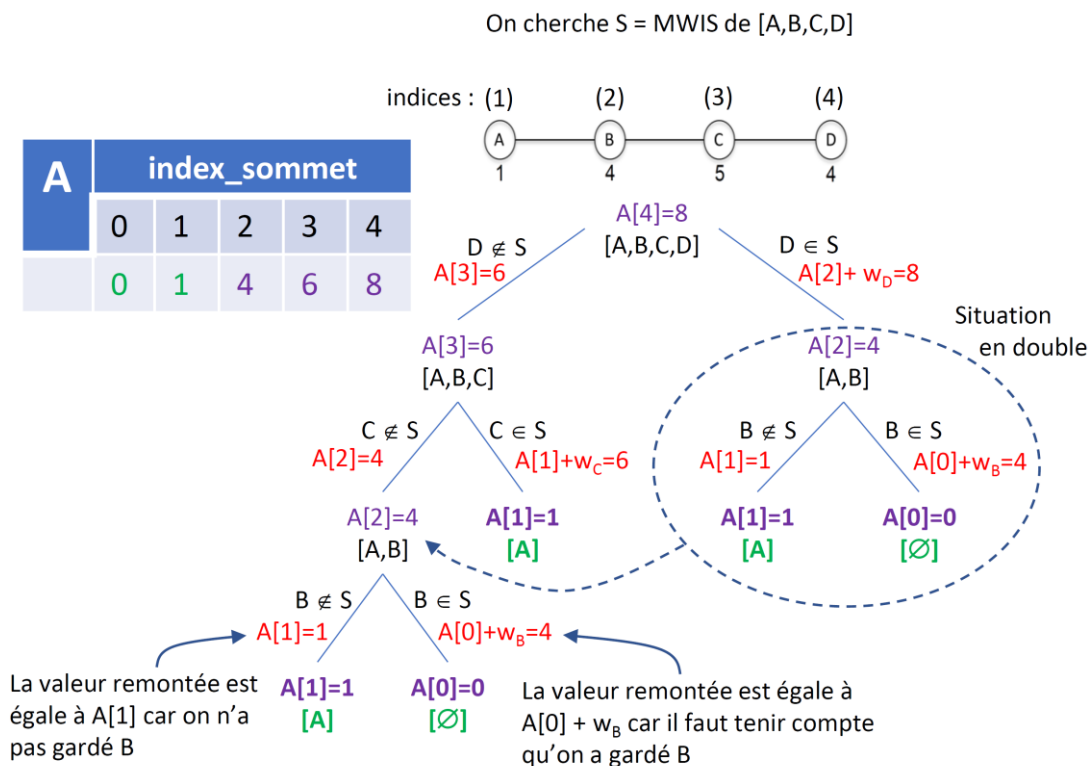 On cherche S = MWIS de [A,B,C,D]
indices : (1) (2) (3) (4)
A B C D
1 4 5 4
A index_sommet
0 1 2 3 4
0 1 4 6 8
A[4]=8
[A,B,C,D]
D ∉ S
A[3]=6
D ∈ S
A[2]+ w_D=8
Situation
en double
A[3]=6
[A,B,C]
A[2]=4
[A,B]
C ∉ S
A[2]=4
C ∈ S
A[1]+w_C=6
B ∉ S
A[1]=1
B ∈ S
A[0]+w_B=4
A[2]=4
[A,B]
A[1]=1
[A]
A[1]=1
[A]
A[0]=0
[∅]
B ∉ S
A[1]=1
B ∈ S
A[0]+w_B=4
A[1]=1
[A]
A[0]=0
[∅]
La valeur remontée est
égale à A[1] car on n'a
pas gardé B
La valeur remontée est égale à
A[0] + w_B car il faut tenir compte
qu'on a gardé B